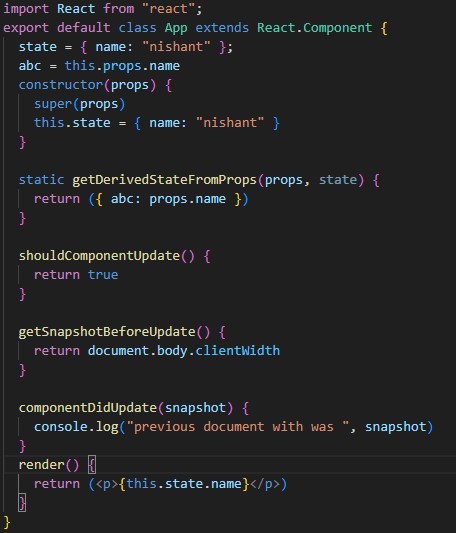 import React from "react";
export default class App extends React.Component {
  state = { name: "nishant" };
  abc = this.props.name
  constructor(props) {
    super(props)
    this.state = { name: "nishant" }
  }

  static getDerivedStateFromProps(props, state) {
    return ({ abc: props.name })
  }

  shouldComponentUpdate() {
    return true
  }

  getSnapshotBeforeUpdate() {
    return document.body.clientWidth
  }

  componentDidUpdate(snapshot) {
    console.log("previous document with was ", snapshot)
  }
  render() {
    return (<p>{this.state.name}</p>)
  }
}